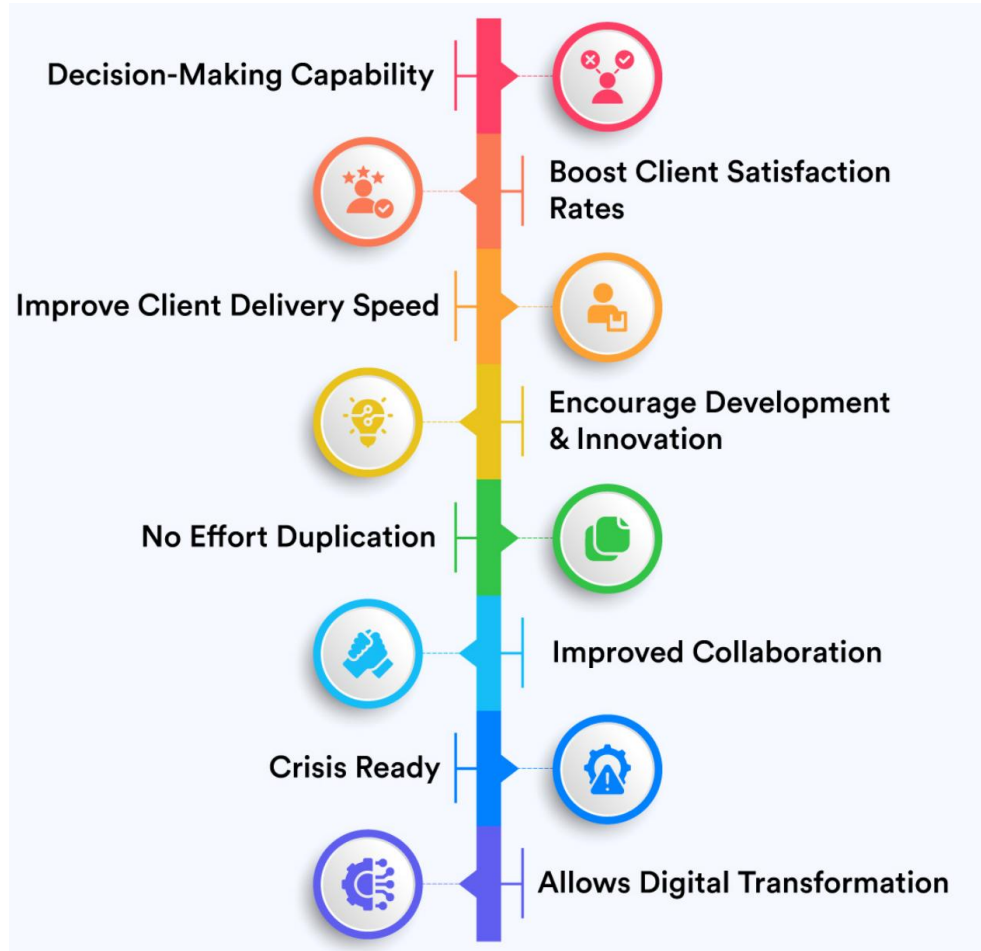 Decision-Making Capability
Boost Client Satisfaction
Rates
Improve Client Delivery Speed
Encourage Development
& Innovation
No Effort Duplication
Improved Collaboration
Crisis Ready
Allows Digital Transformation